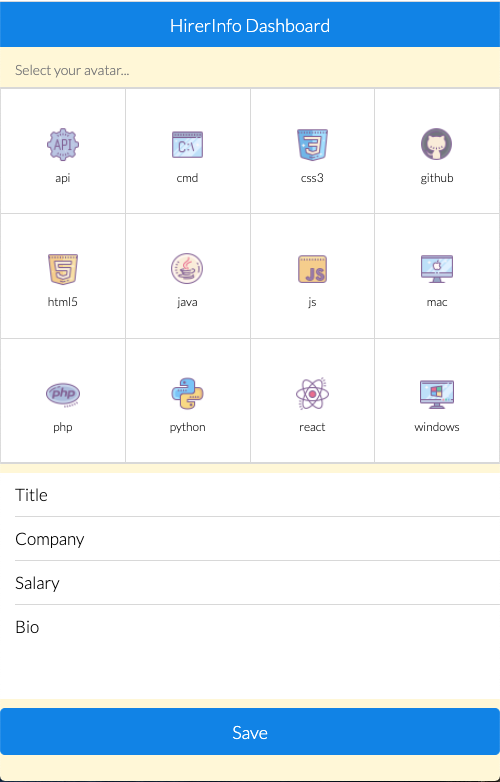 HirerInfo Dashboard
Select your avatar...
API C:\ 3
api cmd css3 github
5 JS
html5 java js mac
php
php python react windows
Title
Company
Salary
Bio
Save